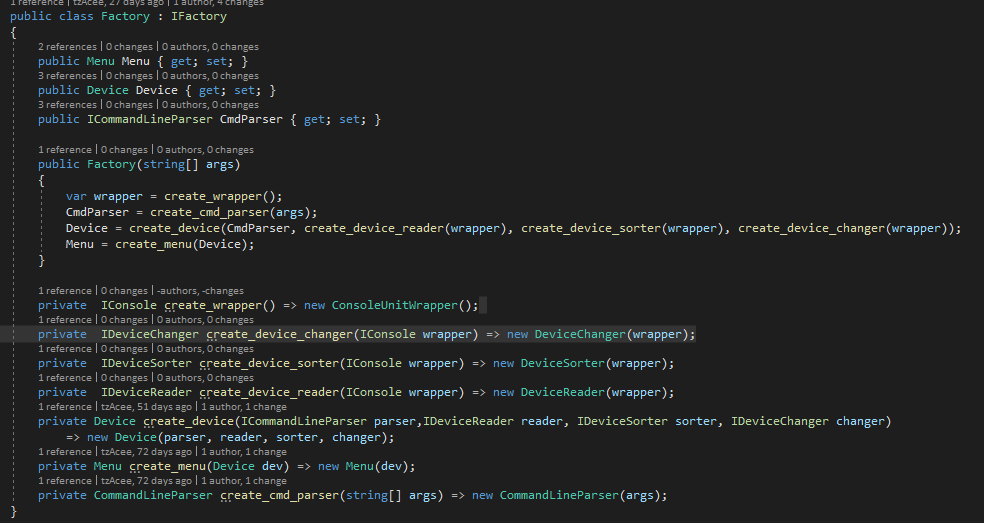 1 reference | tzAcee, 27 days ago | 1 author, 4 changes
public class Factory : IFactory
{
2 references | 0 changes | 0 authors, 0 changes
public Menu Menu { get; set; }
3 references | 0 changes | 0 authors, 0 changes
public Device Device { get; set; }
3 references | 0 changes | 0 authors, 0 changes
public ICommandLineParser CmdParser { get; set; }
1 reference | 0 changes | 0 authors, 0 changes
public Factory(string[] args)
{
var wrapper = create_wrapper();
CmdParser = create_cmd_parser(args);
Device = create_device(CmdParser, create_device_reader(wrapper), create_device_sorter(wrapper), create_device_changer(wrapper));
Menu = create_menu(Device);
}
1 reference | 0 changes | -authors, -changes
private  IConsole create_wrapper() => new ConsoleUnitWrapper();
1 reference | 0 changes | 0 authors, 0 changes
private  IDeviceChanger create_device_changer(IConsole wrapper) => new DeviceChanger(wrapper);
1 reference | 0 changes | 0 authors, 0 changes
private  IDeviceSorter create_device_sorter(IConsole wrapper) => new DeviceSorter(wrapper);
1 reference | 0 changes | 0 authors, 0 changes
private  IDeviceReader create_device_reader(IConsole wrapper) => new DeviceReader(wrapper);
1 reference | tzAcee, 51 days ago | 1 author, 1 change
private Device create_device(ICommandLineParser parser,IDeviceReader reader, IDeviceSorter sorter, IDeviceChanger changer)
=> new Device(parser, reader, sorter, changer);
1 reference | tzAcee, 72 days ago | 1 author, 1 change
private Menu create_menu(Device dev) => new Menu(dev);
1 reference | tzAcee, 72 days ago | 1 author, 1 change
private CommandLineParser create_cmd_parser(string[] args) => new CommandLineParser(args);
}